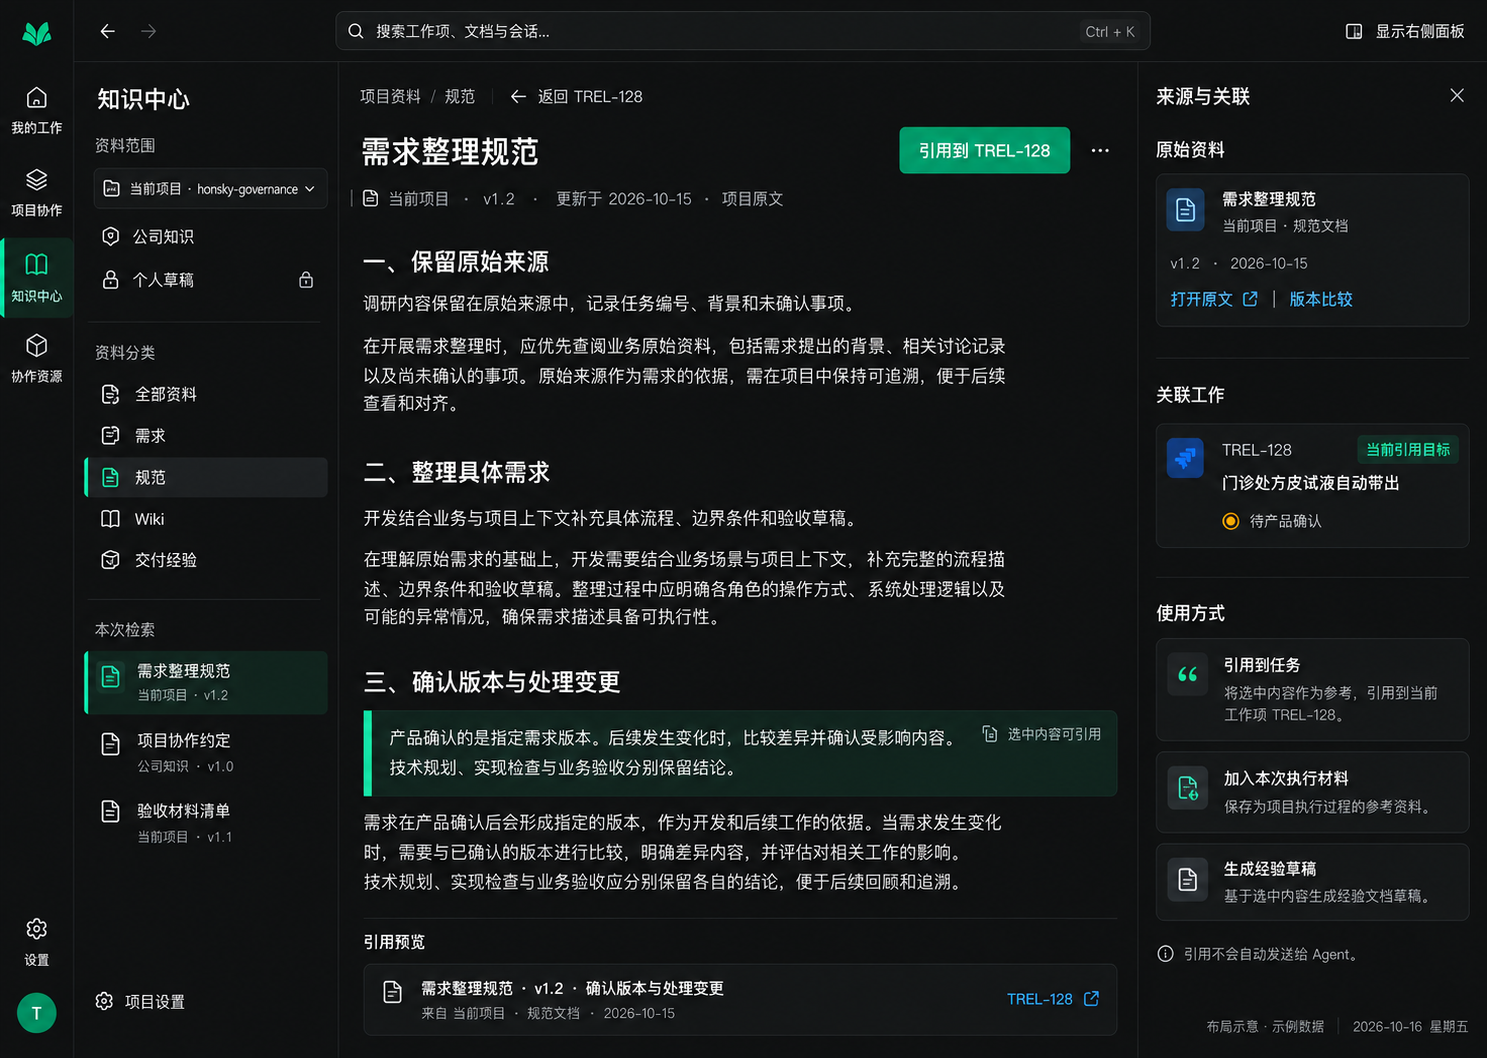 搜索工作项、文档与会话...
Ctrl + K
显示右侧面板
我的工作
项目协作
知识中心
协作资源
设置
T
知识中心
资料范围
当前项目 · honsky-governance
公司知识
个人草稿
资料分类
全部资料
需求
规范
Wiki
交付经验
本次检索
需求整理规范
当前项目 · v1.2
项目协作约定
公司知识 · v1.0
验收材料清单
当前项目 · v1.1
项目设置
项目资料 / 规范
返回 TREL-128
需求整理规范
引用到 TREL-128
当前项目 · v1.2 · 更新于 2026-10-15 · 项目原文
一、保留原始来源
调研内容保留在原始来源中，记录任务编号、背景和未确认事项。
在开展需求整理时，应优先查阅业务原始资料，包括需求提出的背景、相关讨论记录
以及尚未确认的事项。原始来源作为需求的依据，需在项目中保持可追溯，便于后续
查看和对齐。
二、整理具体需求
开发结合业务与项目上下文补充具体流程、边界条件和验收草稿。
在理解原始需求的基础上，开发需要结合业务场景与项目上下文，补充完整的流程描
述、边界条件和验收草稿。整理过程中应明确各角色的操作方式、系统处理逻辑以及
可能的异常情况，确保需求描述具备可执行性。
三、确认版本与处理变更
产品确认的是指定需求版本。后续发生变化时，比较差异并确认受影响内容。
选中内容可引用
技术规划、实现检查与业务验收分别保留结论。
需求在产品确认后会形成指定的版本，作为开发和后续工作的依据。当需求发生变化
时，需要与已确认的版本进行比较，明确差异内容，并评估对相关工作的影响。
技术规划、实现检查与业务验收应分别保留各自的结论，便于后续回顾和追溯。
引用预览
需求整理规范 · v1.2 · 确认版本与处理变更
来自 当前项目 · 规范文档 · 2026-10-15
TREL-128
来源与关联
原始资料
需求整理规范
当前项目 · 规范文档
v1.2 · 2026-10-15
打开原文 | 版本比较
关联工作
TREL-128
当前引用目标
门诊处方皮试液自动带出
待产品确认
使用方式
引用到任务
将选中内容作为参考，引用到当前
工作项 TREL-128。
加入本次执行材料
保存为项目执行过程的参考资料。
生成经验草稿
基于选中内容生成经验文档草稿。
引用不会自动发送给 Agent。
布局示意 · 示例数据 | 2026-10-16 星期五